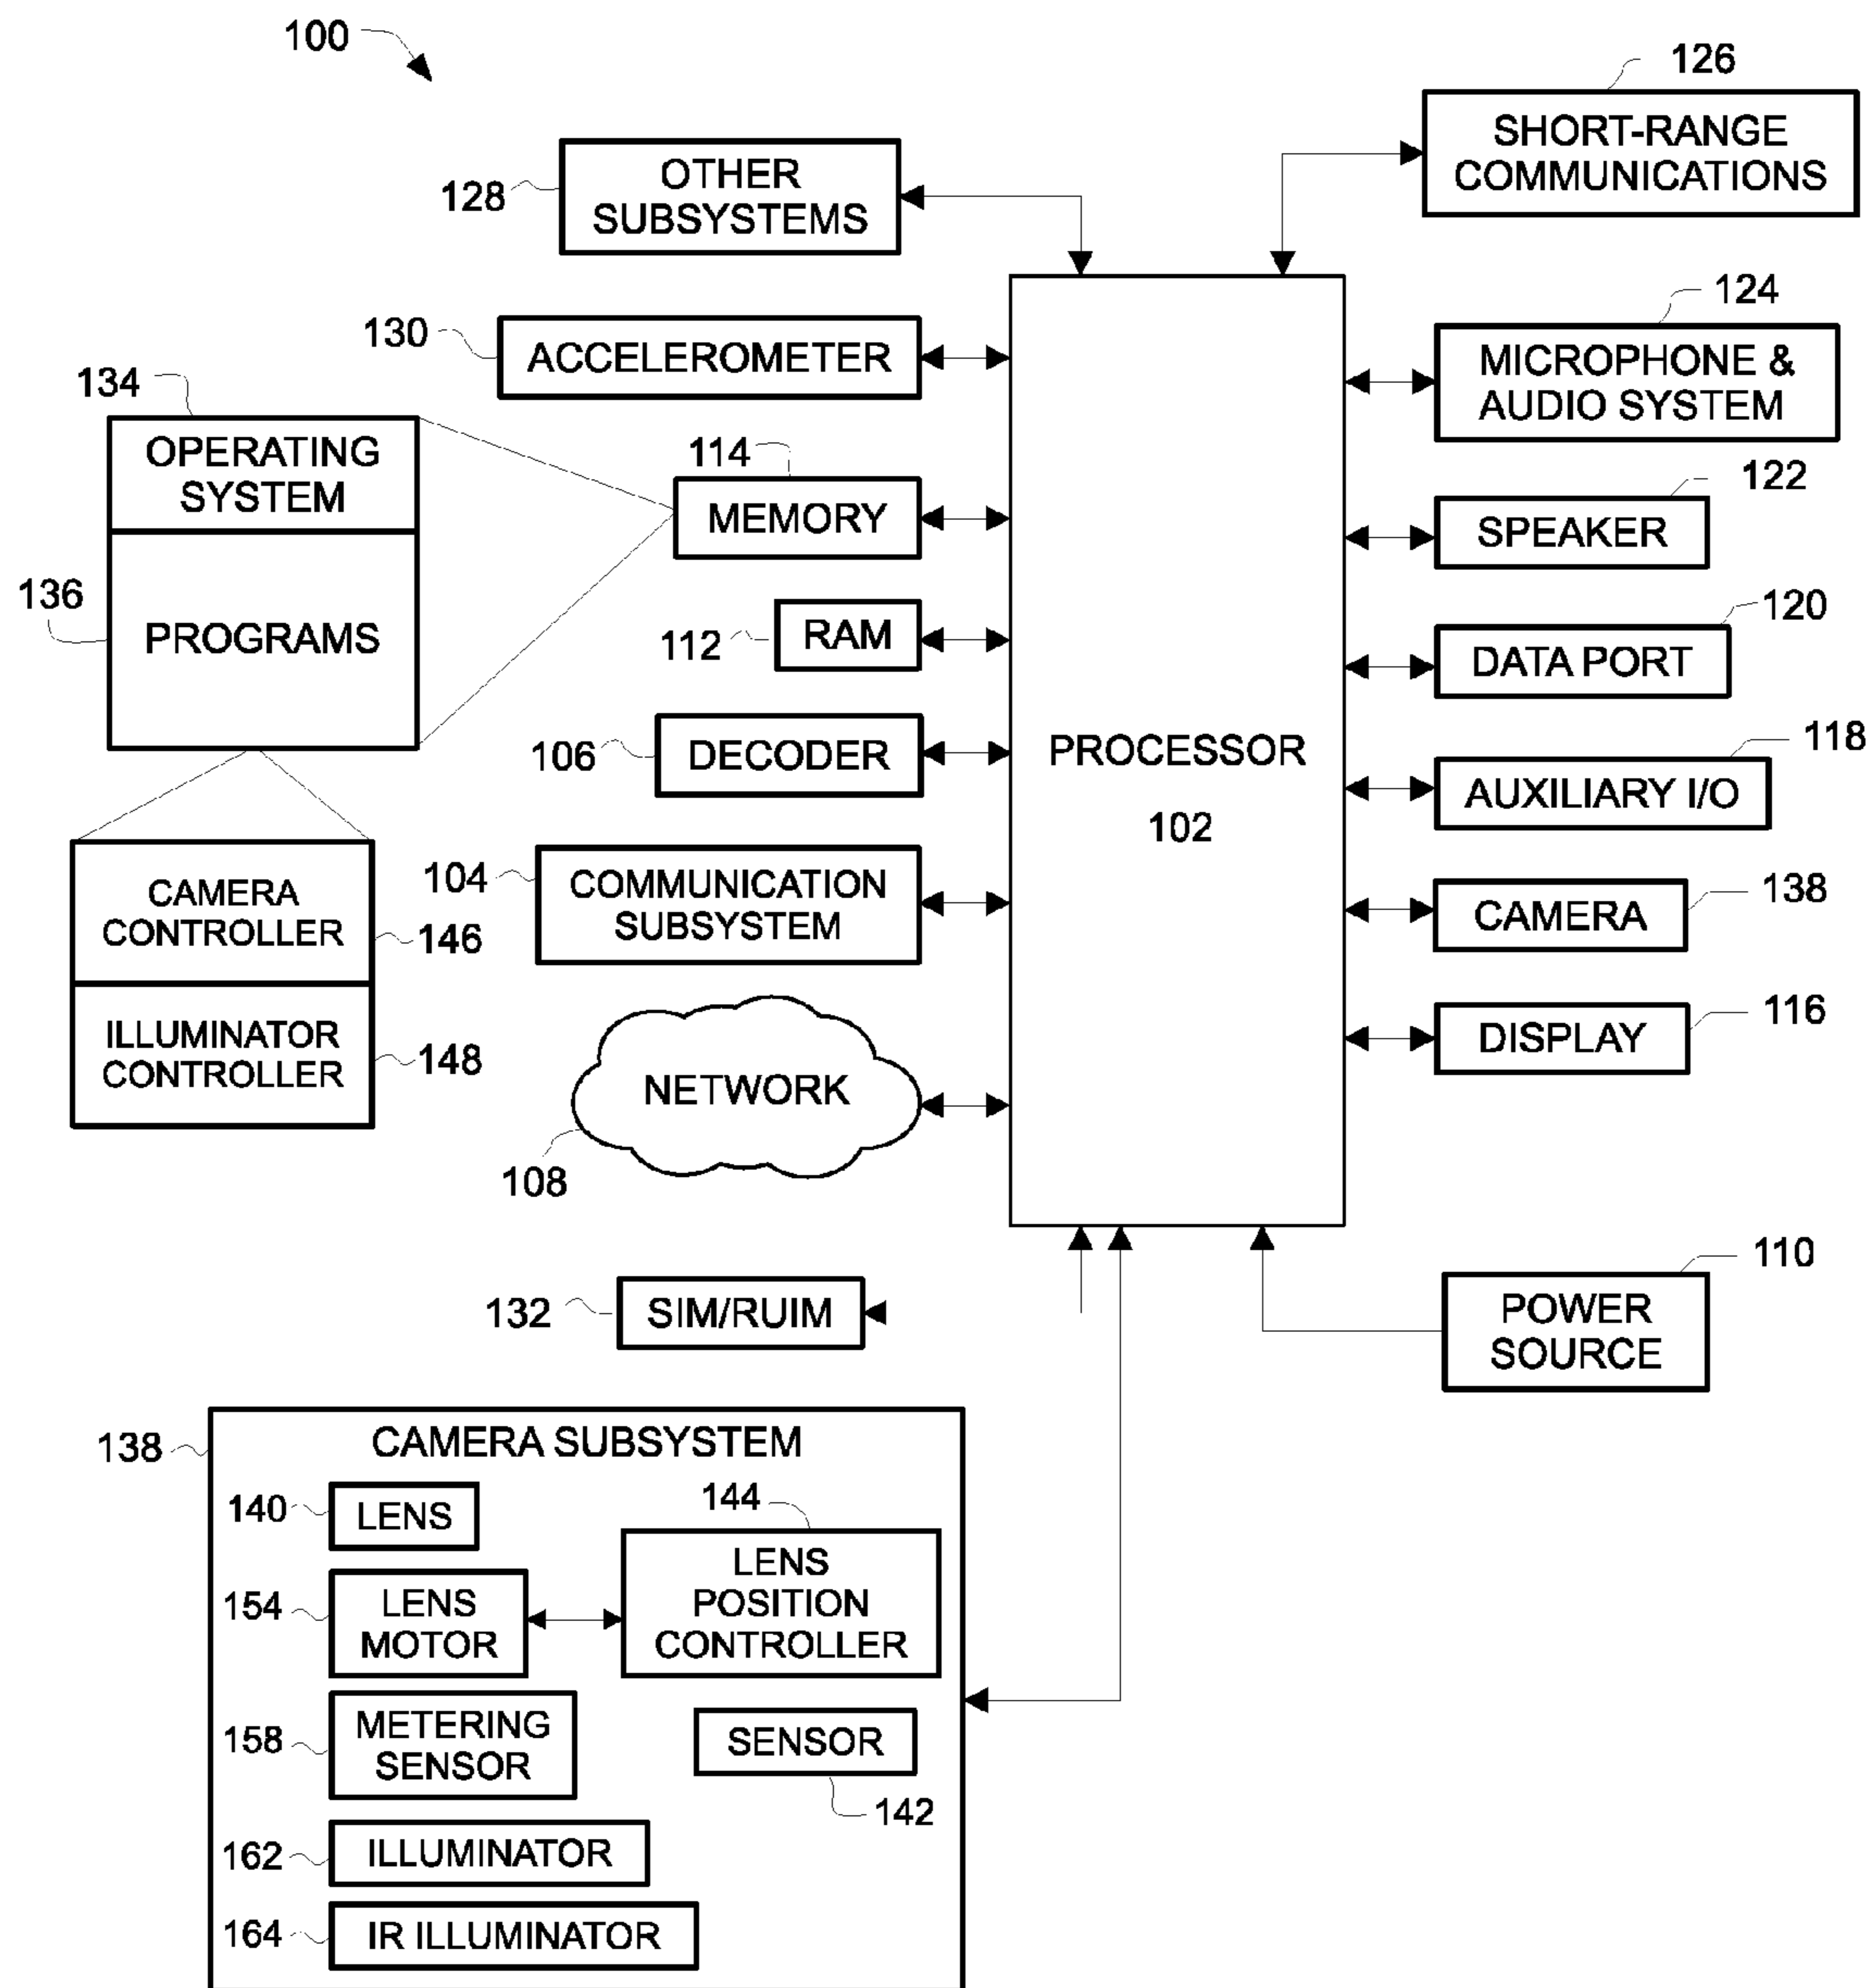 100
126
SHORT-RANGE
COMMUNICATIONS
128
OTHER
SUBSYSTEMS
124
MICROPHONE &
AUDIO SYSTEM
130
ACCELEROMETER
134
OPERATING
SYSTEM
136
PROGRAMS
114
MEMORY
122
SPEAKER
112
RAM
120
DATA PORT
106
DECODER
PROCESSOR
102
118
AUXILIARY I/O
104
COMMUNICATION
SUBSYSTEM
138
CAMERA
CAMERA
CONTROLLER
146
ILLUMINATOR
CONTROLLER
148
NETWORK
108
116
DISPLAY
132
SIM/RUIM
110
POWER
SOURCE
138
CAMERA SUBSYSTEM
140
LENS
144
LENS
POSITION
CONTROLLER
154
LENS
MOTOR
158
METERING
SENSOR
SENSOR
142
162
ILLUMINATOR
164
IR ILLUMINATOR